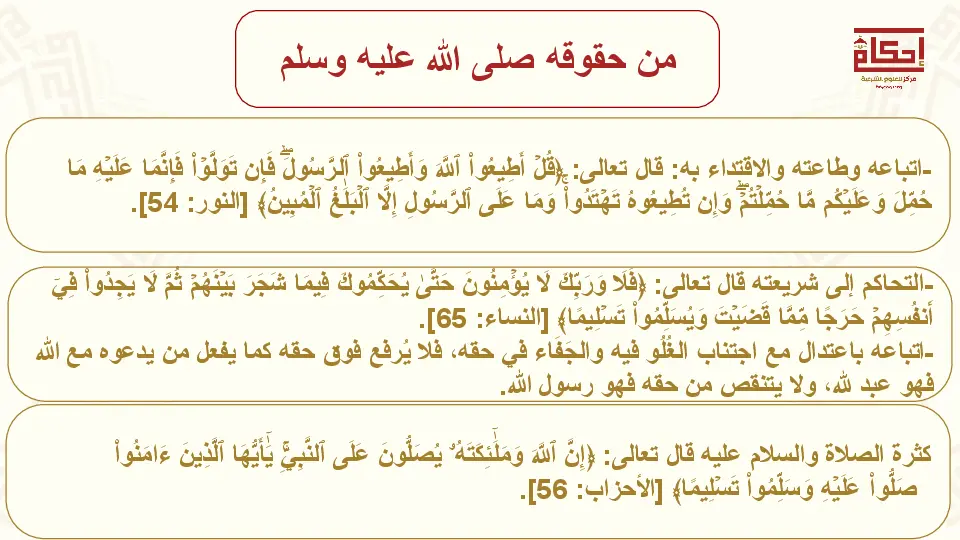 من حقوقه صلى الله عليه وسلم
إحكام
مركز للعلوم الشرعية
-اتباعه وطاعته والاقتداء به: قال تعالى: ﴿قُلۡ أَطِيعُواْ ٱللَّهَ وَأَطِيعُواْ ٱلرَّسُولَۖ فَإِن تَوَلَّوۡاْ فَإِنَّمَا عَلَيۡهِ مَا
حُمِّلَ وَعَلَيۡكُم مَّا حُمِّلۡتُمۡۖ وَإِن تُطِيعُوهُ تَهۡتَدُواْۚ وَمَا عَلَى ٱلرَّسُولِ إِلَّا ٱلۡبَلَٰغُ ٱلۡمُبِينُ﴾ [النور: 54].
-التحاكم إلى شريعته قال تعالى: ﴿فَلَا وَرَبِّكَ لَا يُؤۡمِنُونَ حَتَّىٰ يُحَكِّمُوكَ فِيمَا شَجَرَ بَيۡنَهُمۡ ثُمَّ لَا يَجِدُواْ فِيٓ
أَنفُسِهِمۡ حَرَجٗا مِّمَّا قَضَيۡتَ وَيُسَلِّمُواْ تَسۡلِيمٗا﴾ [النساء: 65].
-اتباعه باعتدال مع اجتناب الغُلُو فيه والجَفَاء في حقه، فلا يُرفع فوق حقه كما يفعل من يدعوه مع الله
فهو عبد لله، ولا يتنقص من حقه فهو رسول الله.
كثرة الصلاة والسلام عليه قال تعالى: ﴿إِنَّ ٱللَّهَ وَمَلَٰٓئِكَتَهُۥ يُصَلُّونَ عَلَى ٱلنَّبِيِّۚ يَٰٓأَيُّهَا ٱلَّذِينَ ءَامَنُواْ
صَلُّواْ عَلَيۡهِ وَسَلِّمُواْ تَسۡلِيمًا﴾ [الأحزاب: 56].